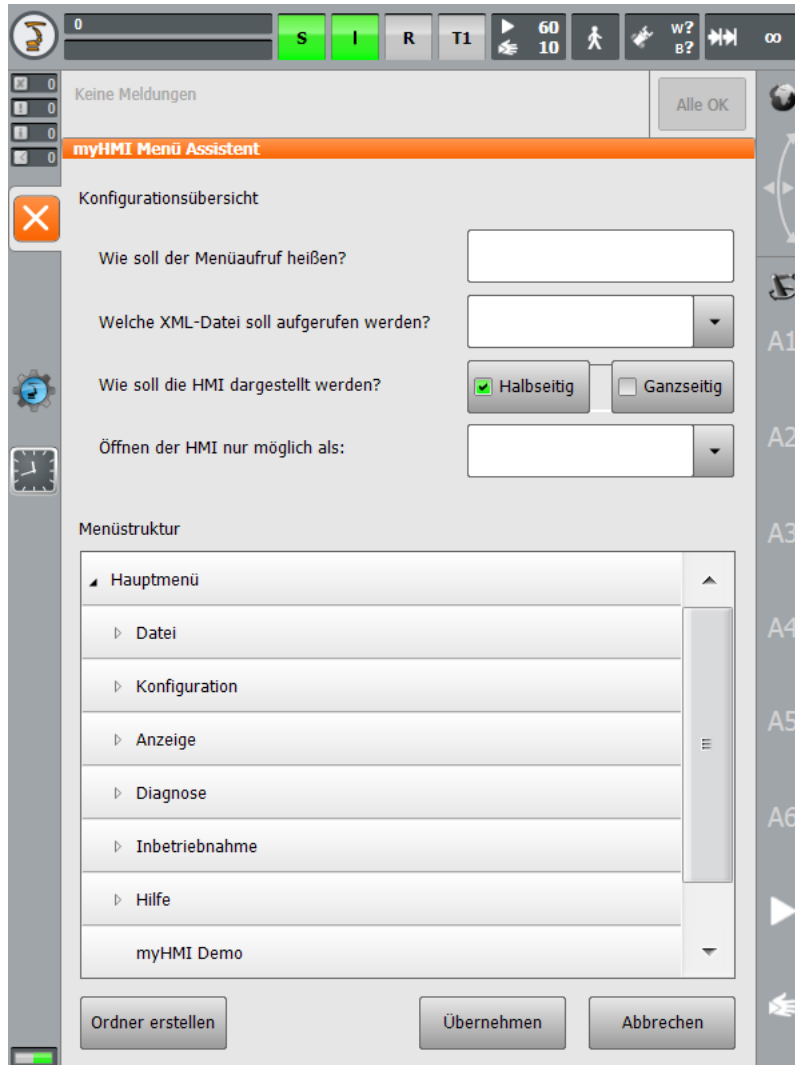 0
S I R T1 60 10 W? B? ∞
0
0
0
0
Keine Meldungen
Alle OK
myHMI Menü Assistent
Konfigurationsübersicht
Wie soll der Menüaufruf heißen?
Welche XML-Datei soll aufgerufen werden?
Wie soll die HMI dargestellt werden?
Halbseitig
Ganzseitig
Öffnen der HMI nur möglich als:
Menüstruktur
Hauptmenü
Datei
Konfiguration
Anzeige
Diagnose
Inbetriebnahme
Hilfe
myHMI Demo
Ordner erstellen
Übernehmen
Abbrechen
A1
A2
A3
A4
A5
A6